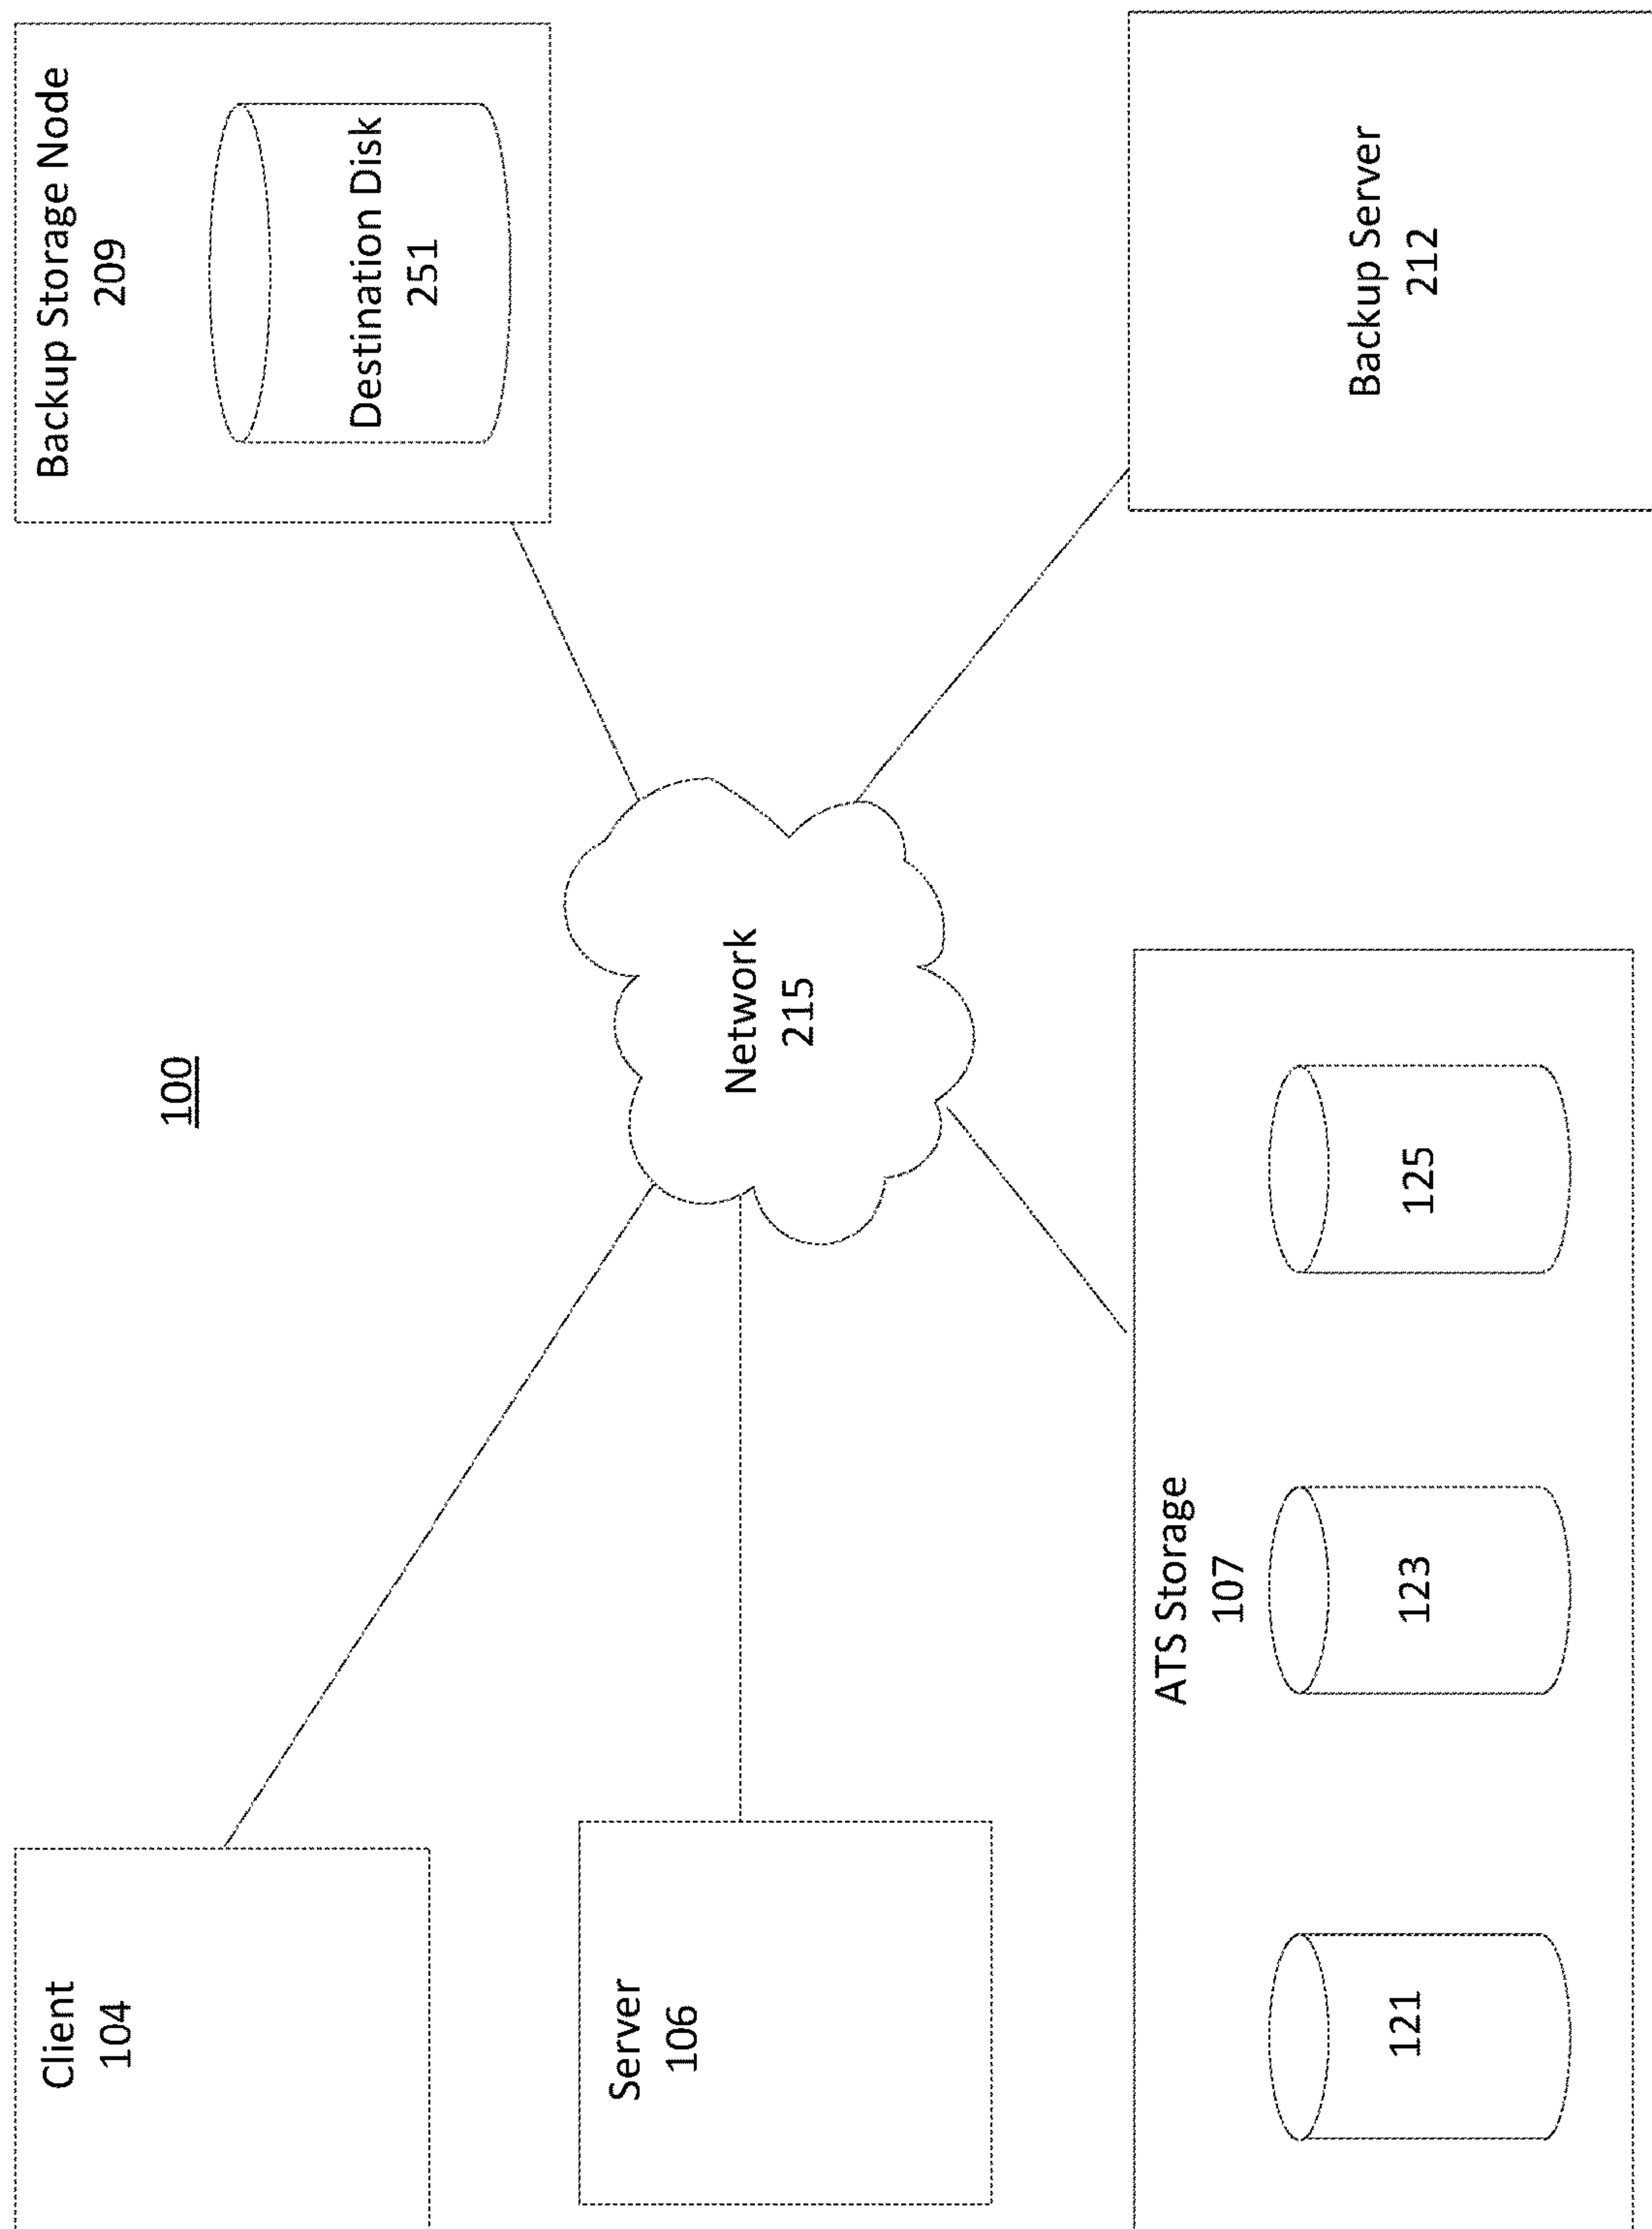 100
Client
104
Backup Storage Node
209
Destination Disk
251
Server
106
Network
215
ATS Storage
107
121
123
125
Backup Server
212